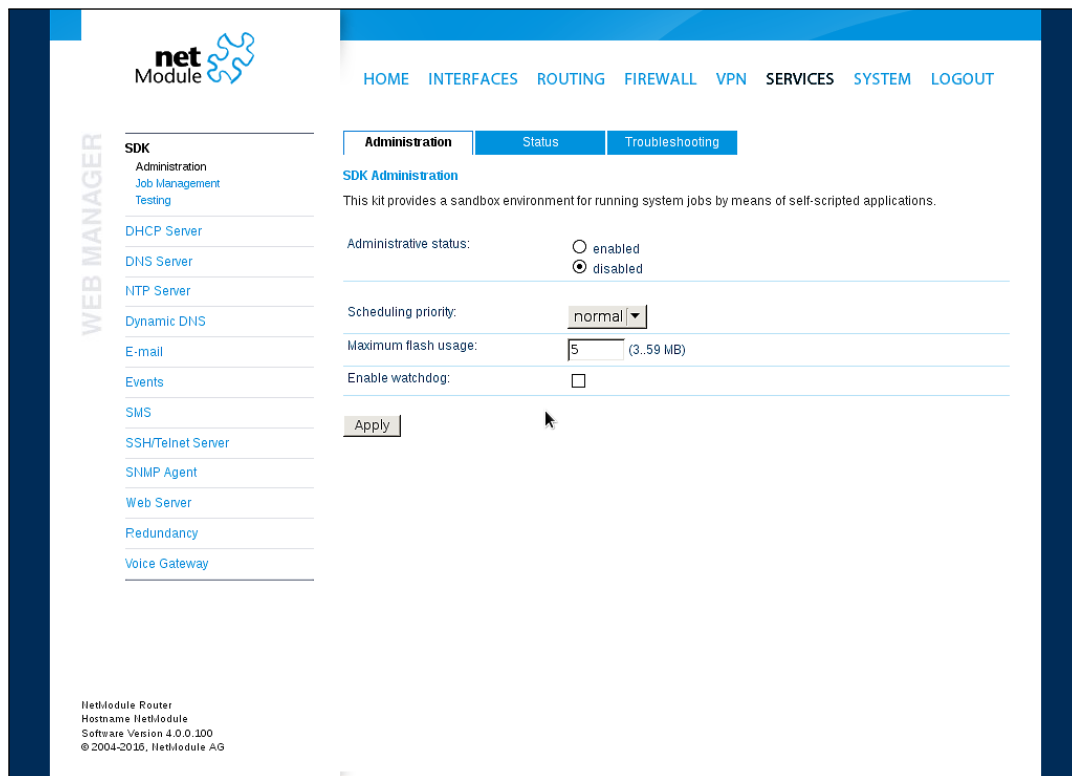 net
Module
HOME INTERFACES ROUTING FIREWALL VPN SERVICES SYSTEM LOGOUT
WEB MANAGER
SDK
Administration
Job Management
Testing
DHCP Server
DNS Server
NTP Server
Dynamic DNS
E-mail
Events
SMS
SSH/Telnet Server
SNMP Agent
Web Server
Redundancy
Voice Gateway
Administration Status Troubleshooting
SDK Administration
This kit provides a sandbox environment for running system jobs by means of self-scripted applications.
Administrative status: enabled
disabled
Scheduling priority: normal
Maximum flash usage: 5 (3..59 MB)
Enable watchdog:
Apply
NetModule Router
Hostname NetModule
Software Version 4.0.0.100
© 2004-2016, NetModule AG